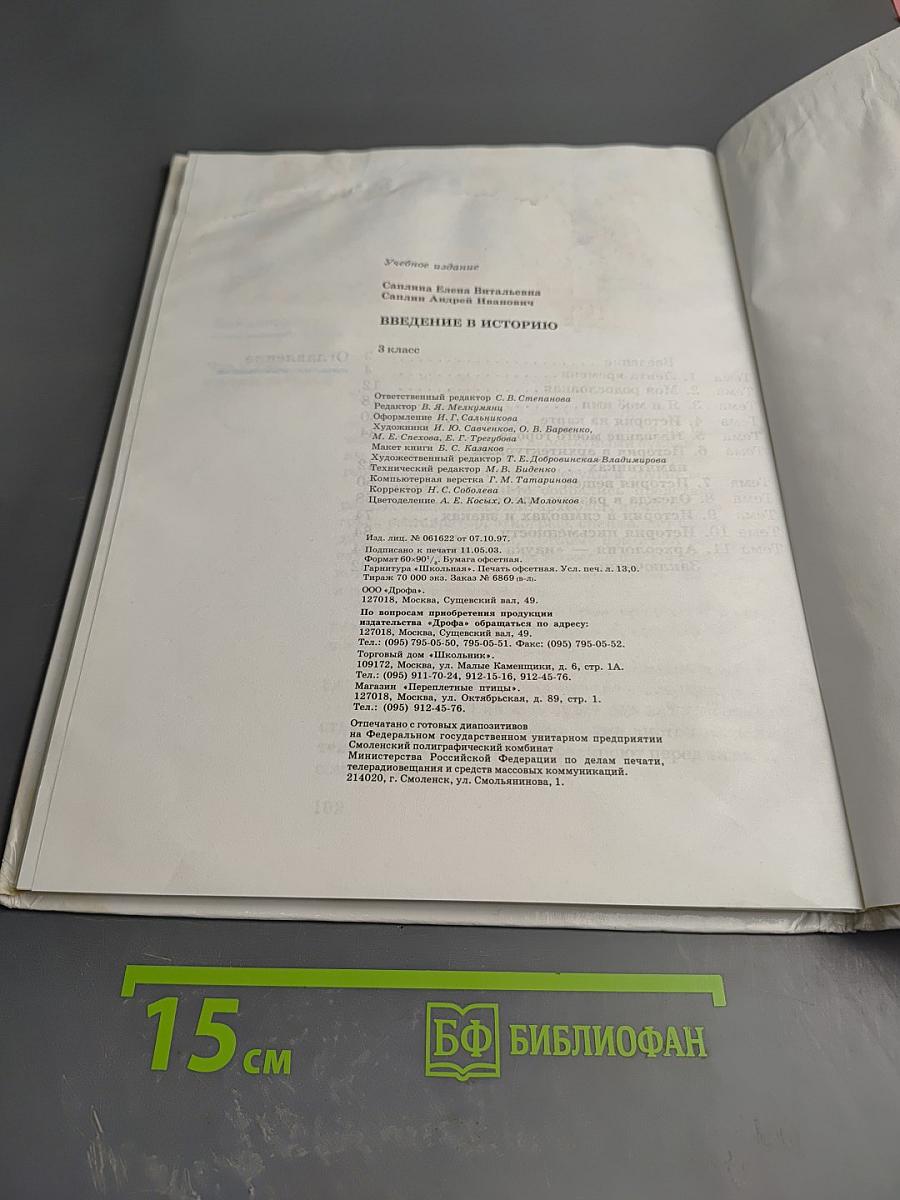 Учебное издание
Саплина Елена Витальевна
Саплин Андрей Иванович
ВВЕДЕНИЕ В ИСТОРИЮ
3 класс
Ответственный редактор С. В. Степанова
Редактор В. Я. Мелкумянц
Оформление И. Г. Сальникова
Художники И. Ю. Савченков, О. В. Барвенко,
М. Е. Спехова, Е. Г. Трегубова
Макет книги Б. С. Казаков
Художественный редактор Т. Е. Добровинская-Владимирова
Технический редактор М. В. Биденко
Компьютерная верстка Г. М. Татаринова
Корректор Н. С. Соболева
Цветоделение А. Е. Косых, О. А. Молочков
Изд. лиц. № 061622 от 07.10.97.
Подписано к печати 11.05.03.
Формат 60×90 1/8. Бумага офсетная.
Гарнитура «Школьная». Печать офсетная. Усл. печ. л. 13,0.
Тираж 70 000 экз. Заказ № 6869 (в-л).
ООО «Дрофа».
127018, Москва, Сущевский вал, 49.
По вопросам приобретения продукции
издательства «Дрофа» обращаться по адресу:
127018, Москва, Сущевский вал, 49.
Тел.: (095) 795-05-50, 795-05-51. Факс: (095) 795-05-52.
Торговый дом «Школьник».
109172, Москва, ул. Малые Каменщики, д. 6, стр. 1А.
Тел.: (095) 911-70-24, 912-15-16, 912-45-76.
Магазин «Переплетные птицы».
127018, Москва, ул. Октябрьская, д. 89, стр. 1.
Тел.: (095) 912-45-76.
Отпечатано с готовых диапозитивов
на Федеральном государственном унитарном предприятии
Смоленский полиграфический комбинат
Министерства Российской Федерации по делам печати,
телерадиовещания и средств массовых коммуникаций.
214020, г. Смоленск, ул. Смольянинова, 1.
15 см
БФ БИБЛИОФАН